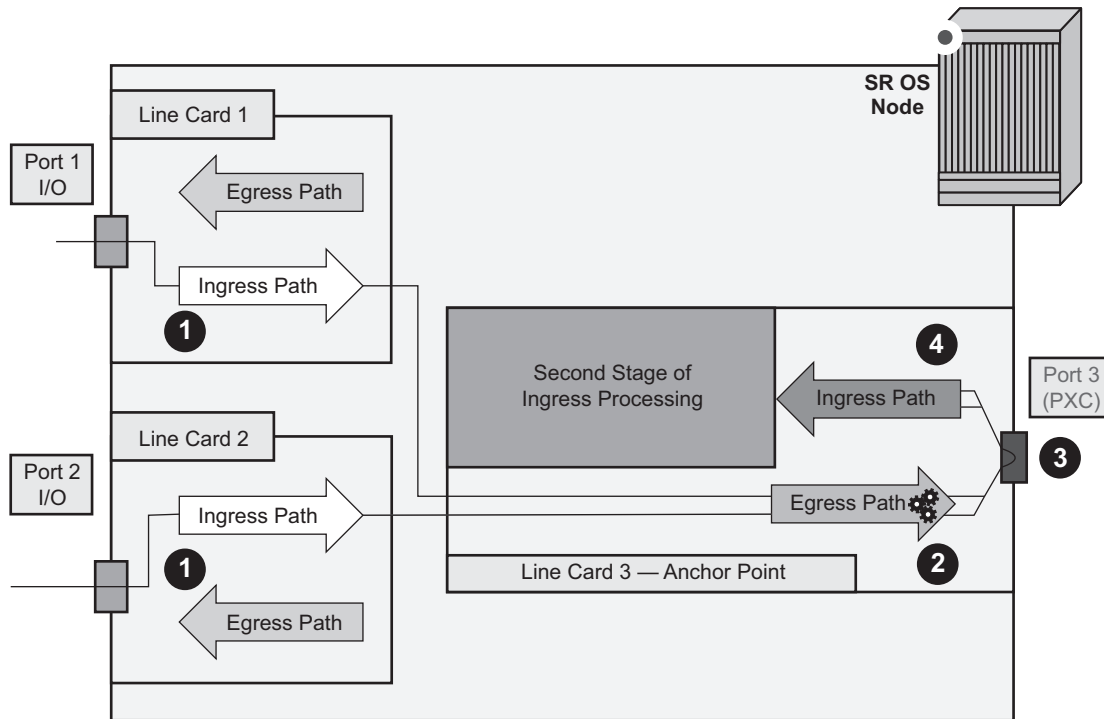 SR OS
Node
Line Card 1
Port 1
I/O
Egress Path
Ingress Path
1
4
Second Stage of
Ingress Processing
Ingress Path
Port 3
(PXC)
Line Card 2
3
Port 2
I/O
Ingress Path
Egress Path
1
2
Line Card 3 — Anchor Point
Egress Path